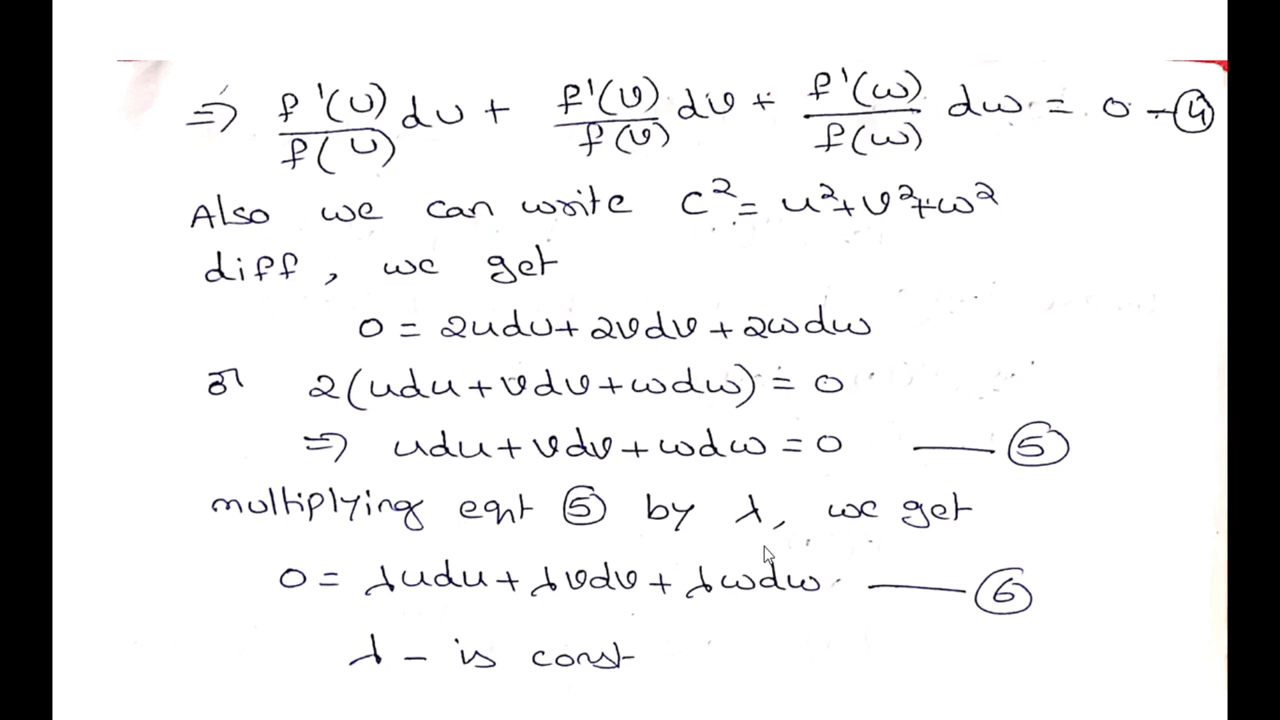 ⇒ f'(U)/f(U) dU + f'(v)/f(v) dv + f'(w)/f(w) dw = 0 - ④
Also we can write c² = u²+v²+w²
diff, we get
0 = 2udu + 2vdv + 2wdw
or 2(udu + vdv + wdw) = 0
⇒ udu + vdv + wdw = 0 — ⑤
multiplying eqnt ⑤ by λ, we get
0 = λudu + λvdv + λwdw — ⑥
λ - is const